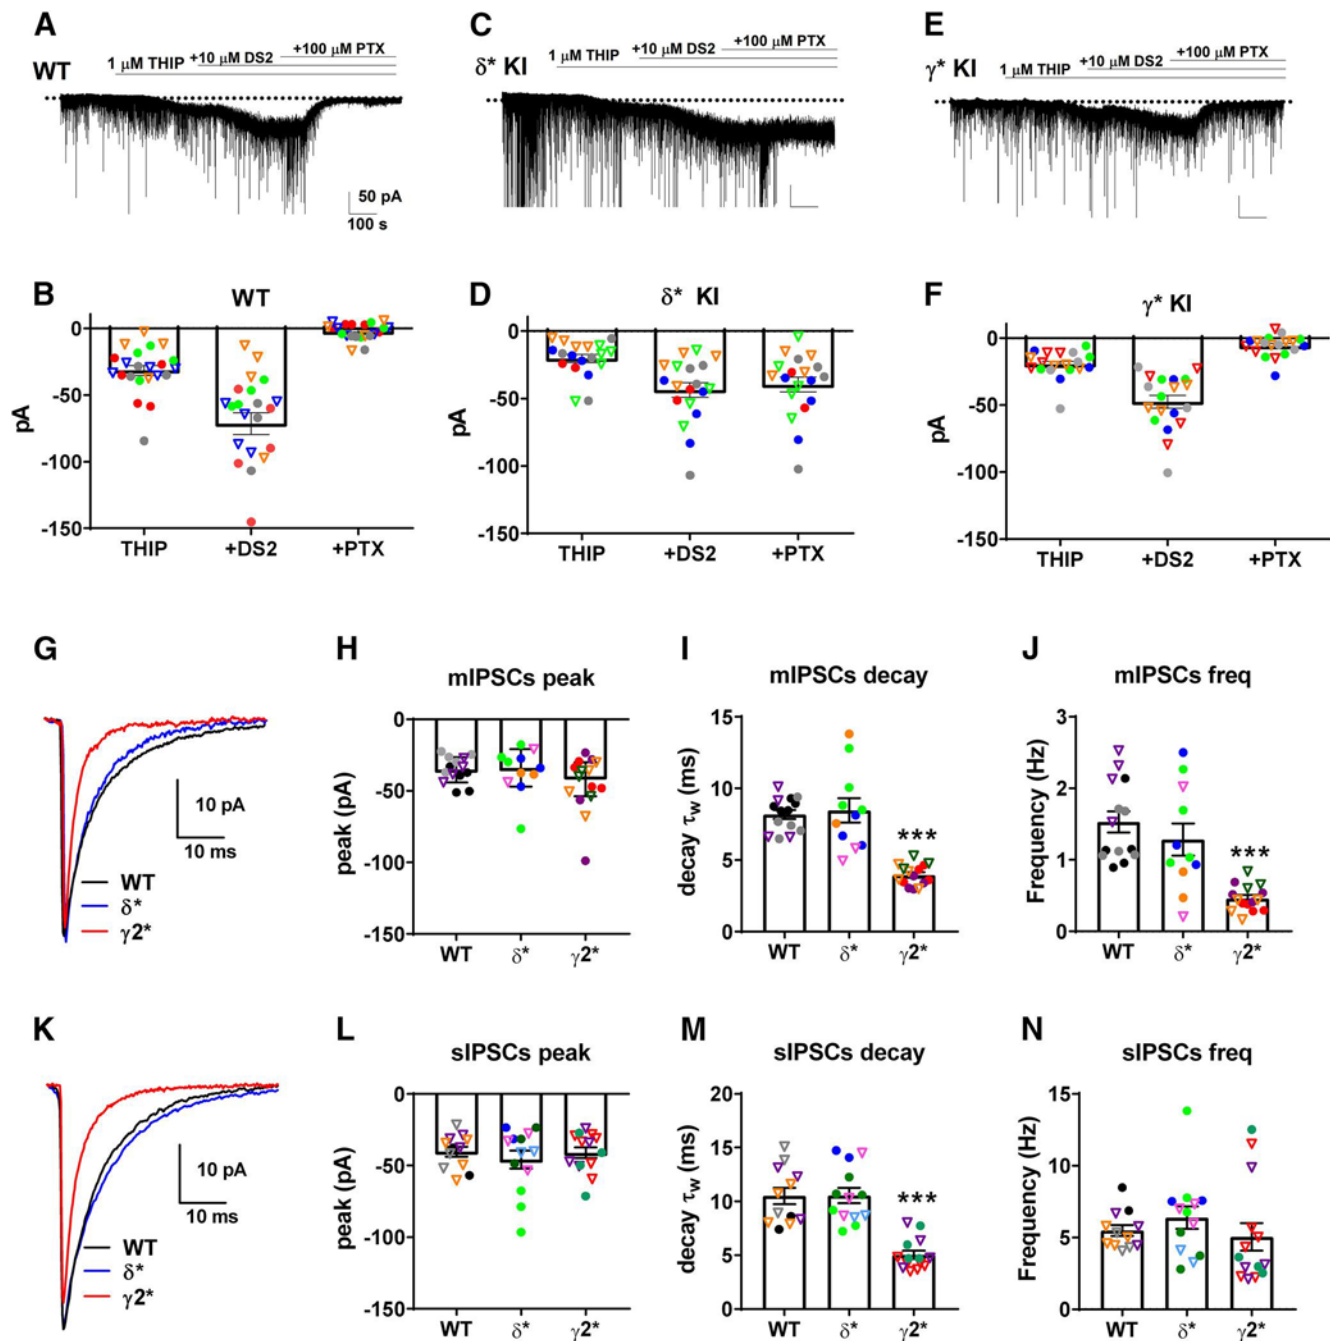 A
C
E
WT
1 μM THIP
+10 μM DS2
+100 μM PTX
δ* KI
1 μM THIP
+10 μM DS2
+100 μM PTX
γ* KI
1 μM THIP
+10 μM DS2
+100 μM PTX
50 pA
100 s
B
WT
D
δ* KI
F
γ* KI
pA
0
-50
-100
-150
THIP
+DS2
+PTX
pA
0
-50
-100
-150
THIP
+DS2
+PTX
pA
0
-50
-100
-150
THIP
+DS2
+PTX
G
10 pA
10 ms
WT
δ*
γ2*
H
mIPSCs peak
peak (pA)
0
-50
-100
-150
WT
δ*
γ2*
I
mIPSCs decay
decay τw (ms)
15
10
5
0
***
WT
δ*
γ2*
J
mIPSCs freq
Frequency (Hz)
3
2
1
0
***
WT
δ*
γ2*
K
10 pA
10 ms
WT
δ*
γ2*
L
sIPSCs peak
peak (pA)
0
-50
-100
-150
WT
δ*
γ2*
M
sIPSCs decay
decay τw (ms)
20
15
10
5
0
***
WT
δ*
γ2*
N
sIPSCs freq
Frequency (Hz)
15
10
5
0
WT
δ*
γ2*